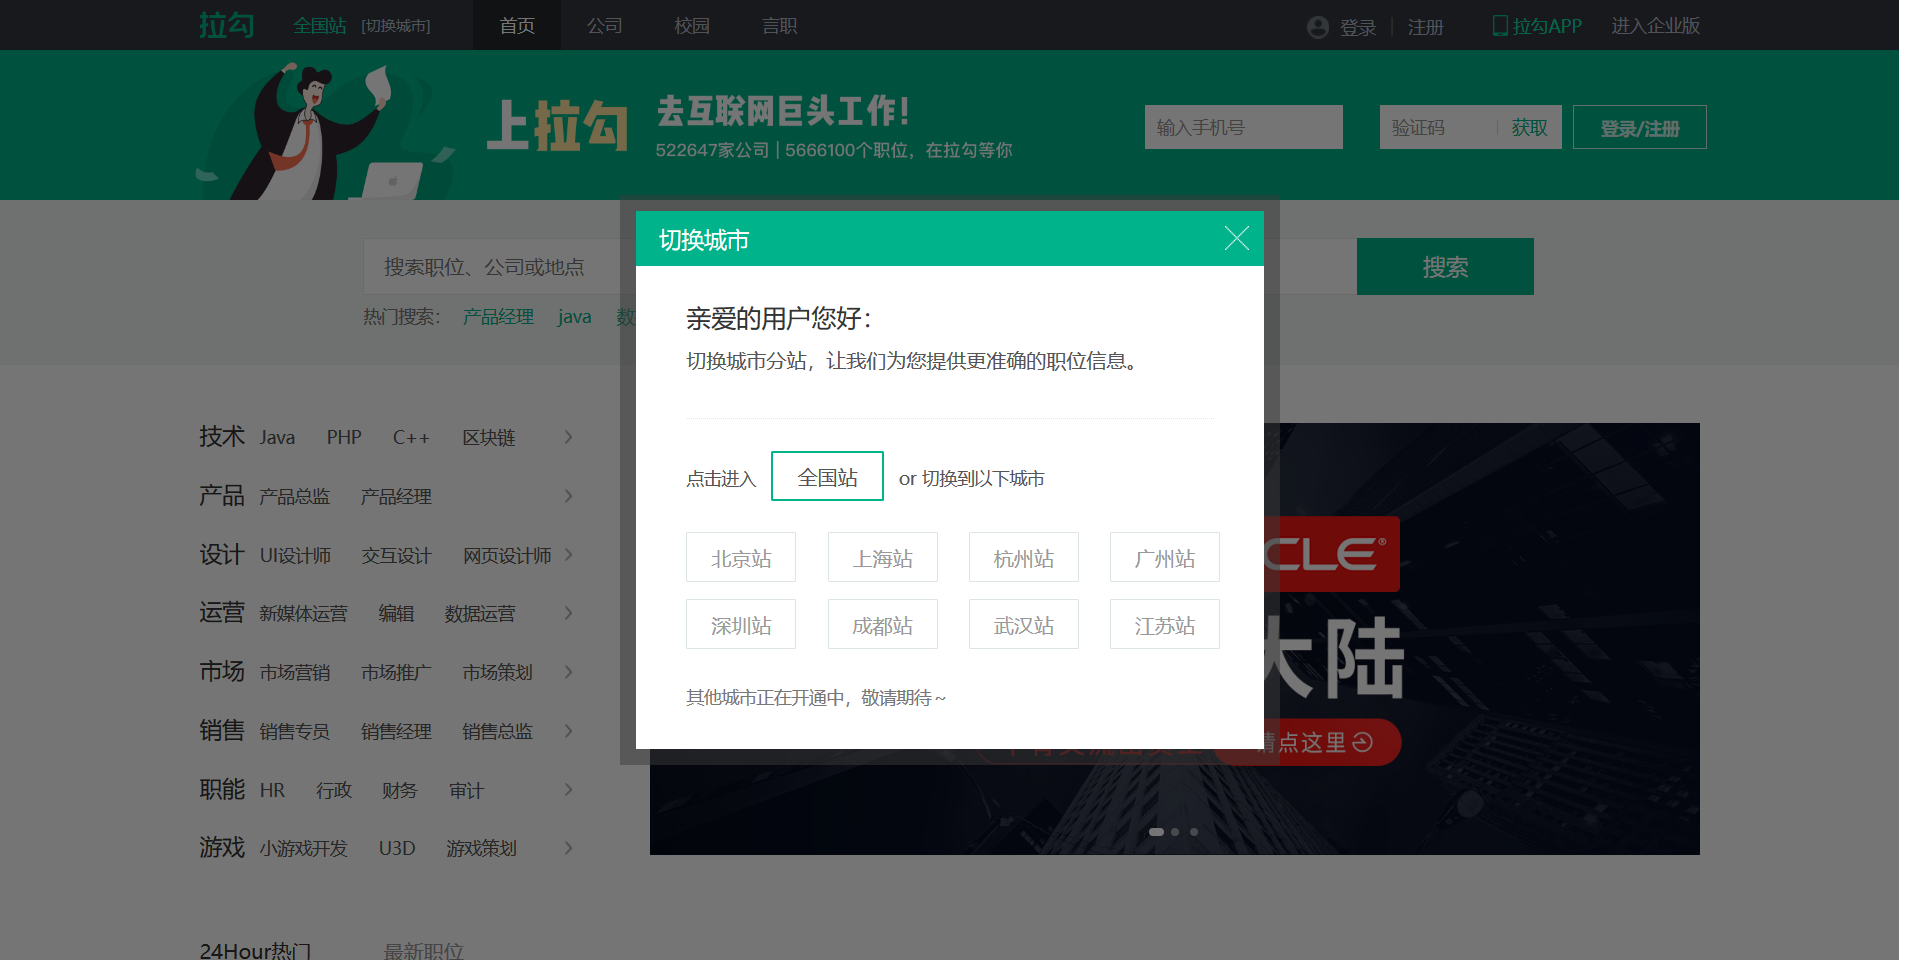 拉勾 全国站 [切换城市] 首页 公司 校园 言职 登录 注册 拉勾APP 进入企业版
上拉勾 去互联网巨头工作!
522647家公司 | 5666100个职位，在拉勾等你
输入手机号 验证码 获取 登录/注册
切换城市
搜索职位、公司或地点 搜索
热门搜索： 产品经理 java 数
亲爱的用户您好：
切换城市分站，让我们为您提供更准确的职位信息。
点击进入 全国站 or 切换到以下城市
北京站 上海站 杭州站 广州站
深圳站 成都站 武汉站 江苏站
其他城市正在开通中，敬请期待~
技术 Java PHP C++ 区块链
产品 产品总监 产品经理
设计 UI设计师 交互设计 网页设计师
运营 新媒体运营 编辑 数据运营
市场 市场营销 市场推广 市场策划
销售 销售专员 销售经理 销售总监
职能 HR 行政 财务 审计
游戏 小游戏开发 U3D 游戏策划
CLE®
大陆
请点这里
24Hour热门 最新职位